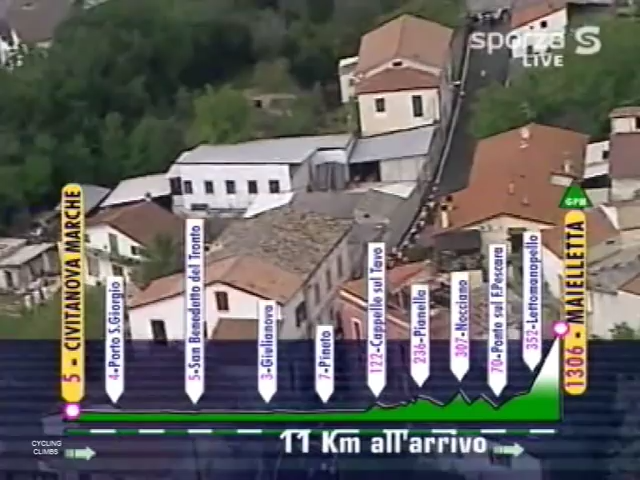 sporza S
LIVE
GPM
5 - CIVITANOVA MARCHE
4-Porto S.Giorgio
5-San Benedetto del Tronto
3-Giulianova
7-Pineto
122-Cappelle sul Tavo
236-Pianella
307-Nocciano
70-Ponte sul F.Pescara
352-Lettomanopello
1306 - MAIELLETTA
11 Km all'arrivo
CYCLING
CLIMBS